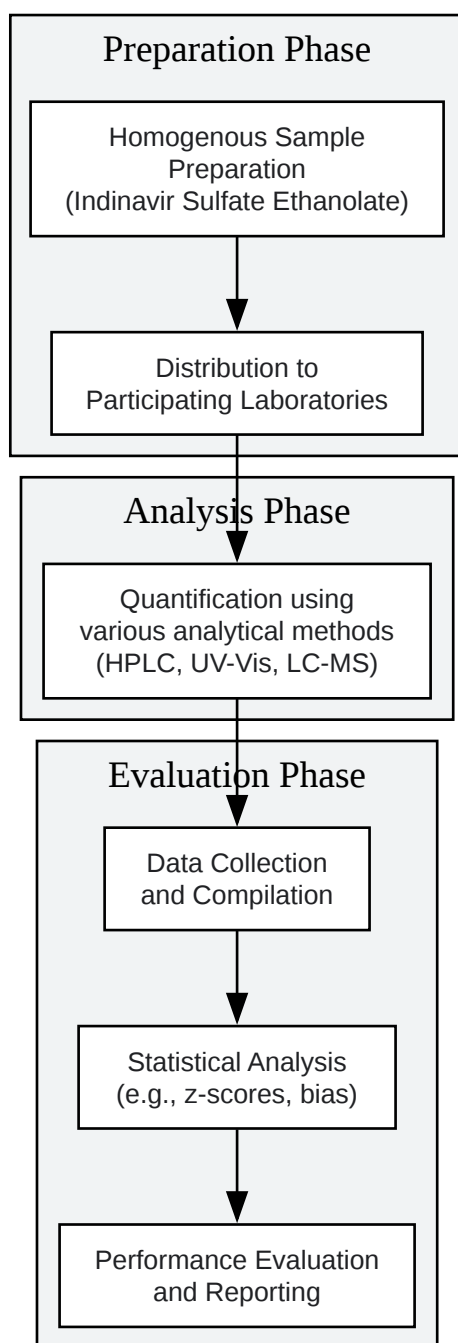 Preparation Phase
Homogenous Sample
Preparation
(Indinavir Sulfate Ethanolate)
Distribution to
Participating Laboratories
Analysis Phase
Quantification using
various analytical methods
(HPLC, UV-Vis, LC-MS)
Evaluation Phase
Data Collection
and Compilation
Statistical Analysis
(e.g., z-scores, bias)
Performance Evaluation
and Reporting